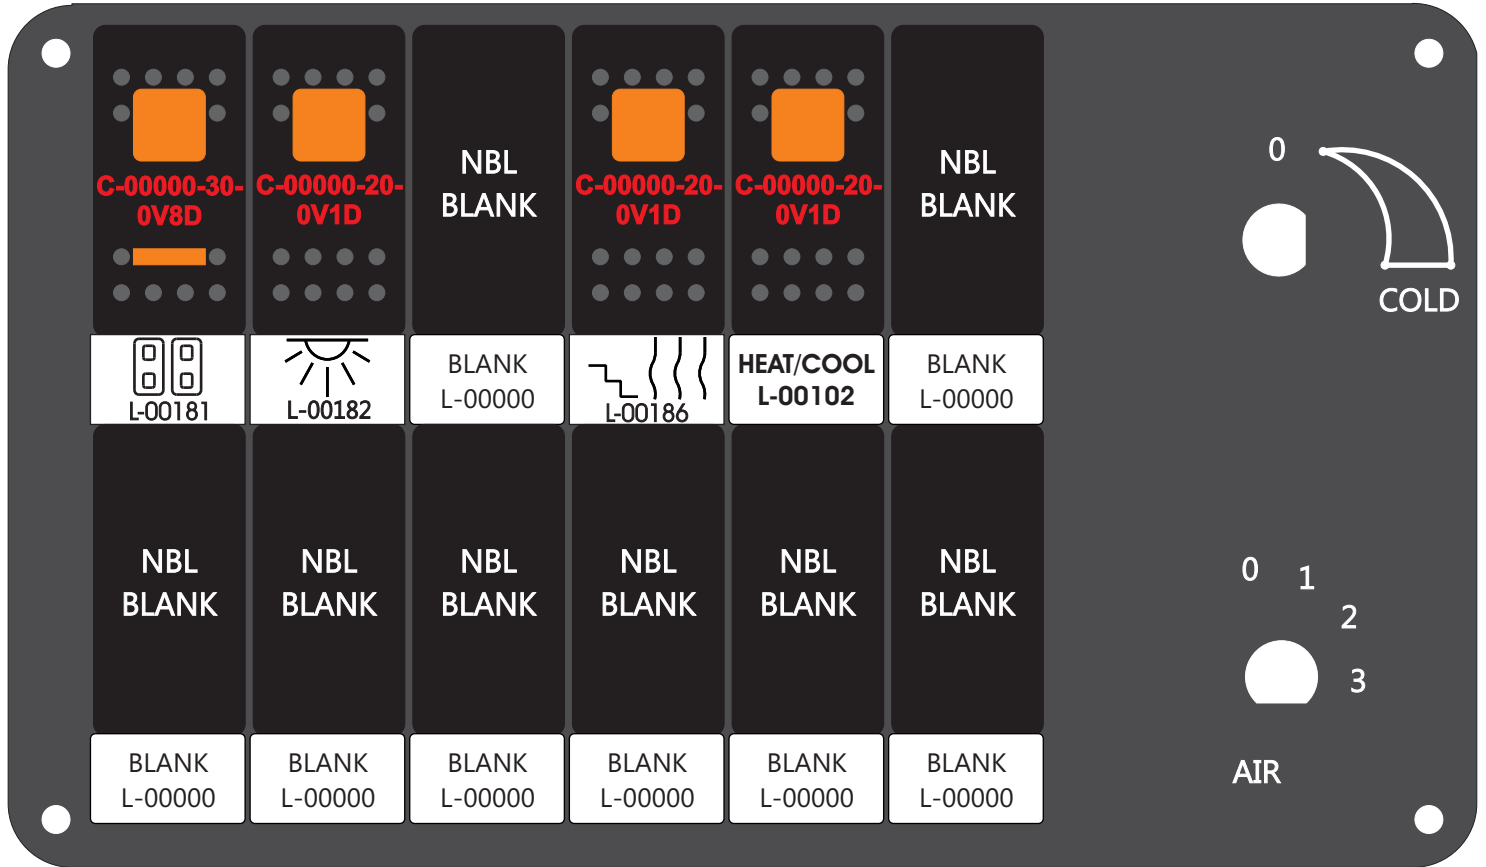 C-00000-30-
0V8D
C-00000-20-
0V1D
NBL
BLANK
C-00000-20-
0V1D
C-00000-20-
0V1D
NBL
BLANK
0
COLD
L-00181
L-00182
BLANK
L-00000
L-00186
HEAT/COOL
L-00102
BLANK
L-00000
NBL
BLANK
NBL
BLANK
NBL
BLANK
NBL
BLANK
NBL
BLANK
NBL
BLANK
0
1
2
3
AIR
BLANK
L-00000
BLANK
L-00000
BLANK
L-00000
BLANK
L-00000
BLANK
L-00000
BLANK
L-00000